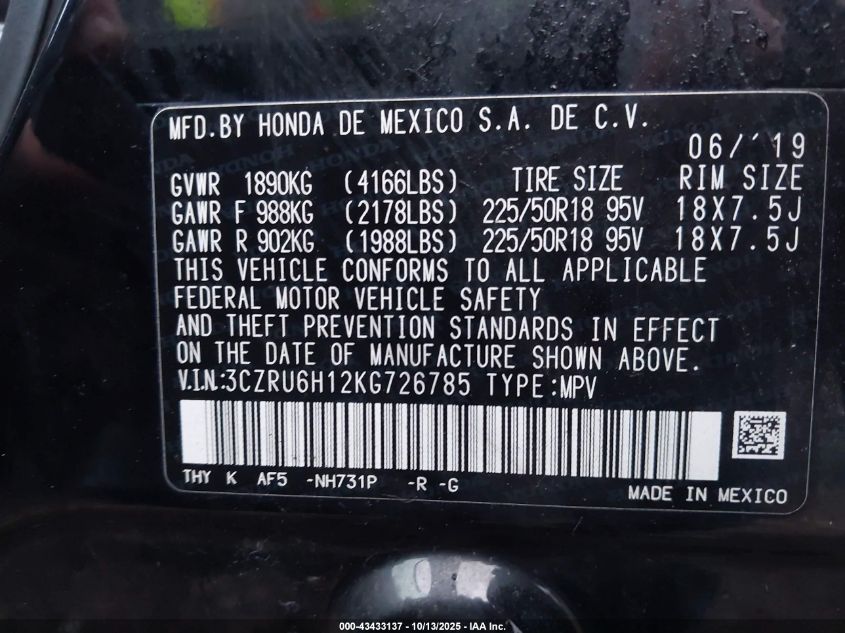 MFD.BY HONDA DE MEXICO S.A. DE C.V.
06/'19
GVWR 1890KG (4166LBS) TIRE SIZE RIM SIZE
GAWR F 988KG (2178LBS) 225/50R18 95V 18X7.5J
GAWR R 902KG (1988LBS) 225/50R18 95V 18X7.5J
THIS VEHICLE CONFORMS TO ALL APPLICABLE
FEDERAL MOTOR VEHICLE SAFETY
AND THEFT PREVENTION STANDARDS IN EFFECT
ON THE DATE OF MANUFACTURE SHOWN ABOVE.
V.I.N:3CZRU6H12KG726785 TYPE:MPV
THY K AF5 -NH731P -R -G
MADE IN MEXICO
000-43433137 - 10/13/2025 - IAA Inc.